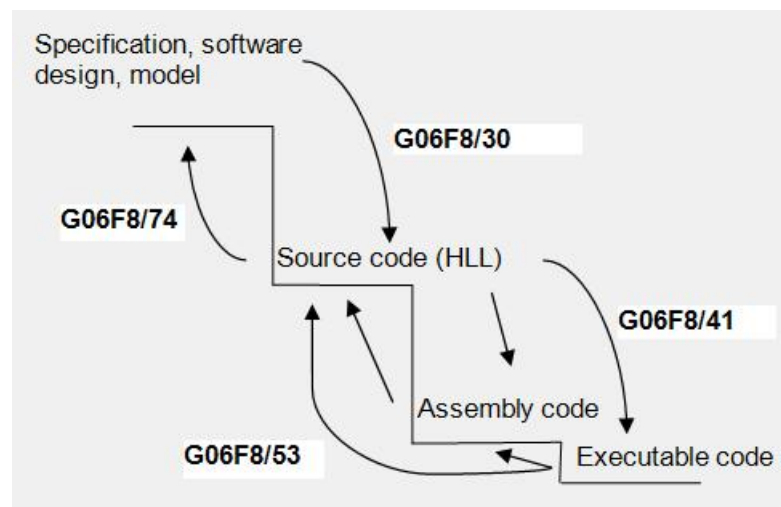 Specification, software
design, model
G06F8/30
G06F8/74
Source code (HLL)
G06F8/41
Assembly code
G06F8/53
Executable code